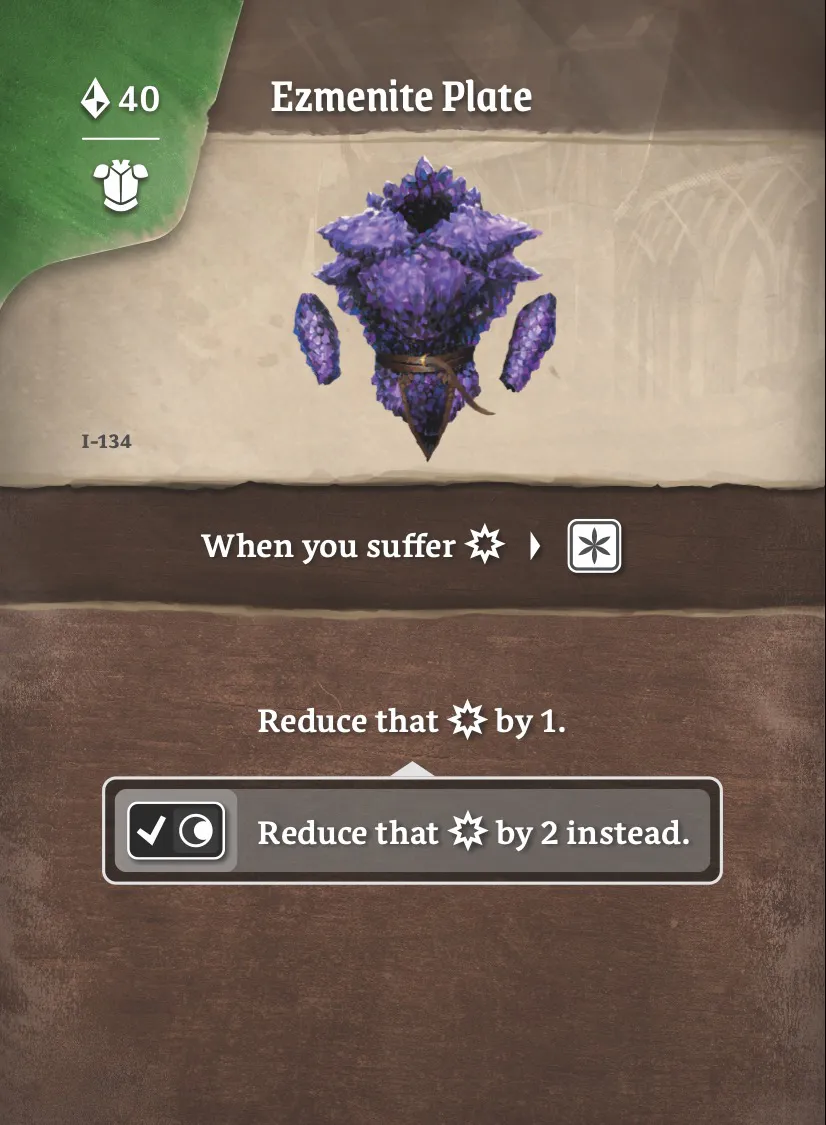 40
Ezmenite Plate
I-134
When you suffer
Reduce that by 1.
Reduce that by 2 instead.